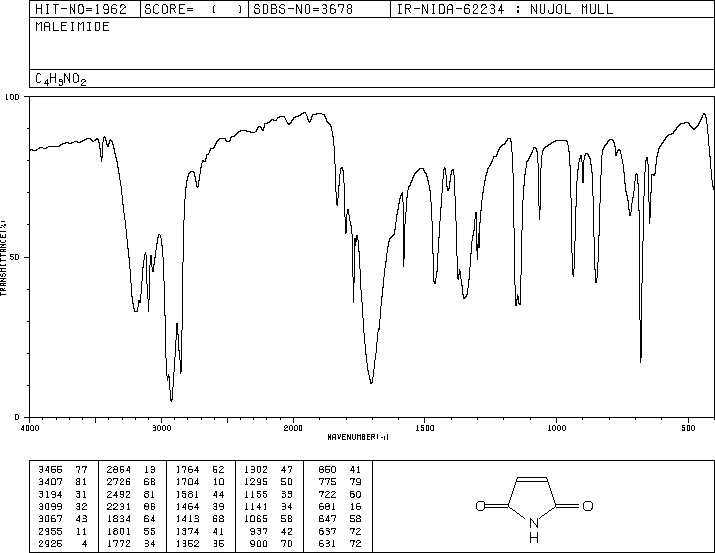 HIT-NO=1962 SCORE= ( ) SDBS-NO=3678 IR-NIDA-62234 : NUJOL MULL
MALEIMIDE
C4H3NO2
100
50
0
TRANSMITTANCE(%)
4000 3000 2000 1500 1000 500
WAVENUMBER(-1)
3455 77 2854 13 1764 52 1302 47 850 41
3407 81 2726 68 1704 10 1295 50 775 79
3194 31 2492 81 1581 44 1155 33 722 60
3099 32 2231 86 1464 39 1141 34 681 16
3067 43 1834 64 1413 68 1065 58 647 58
2955 11 1801 55 1374 41 937 42 637 72
2925 4 1772 34 1352 35 900 70 631 72
O O
N
H